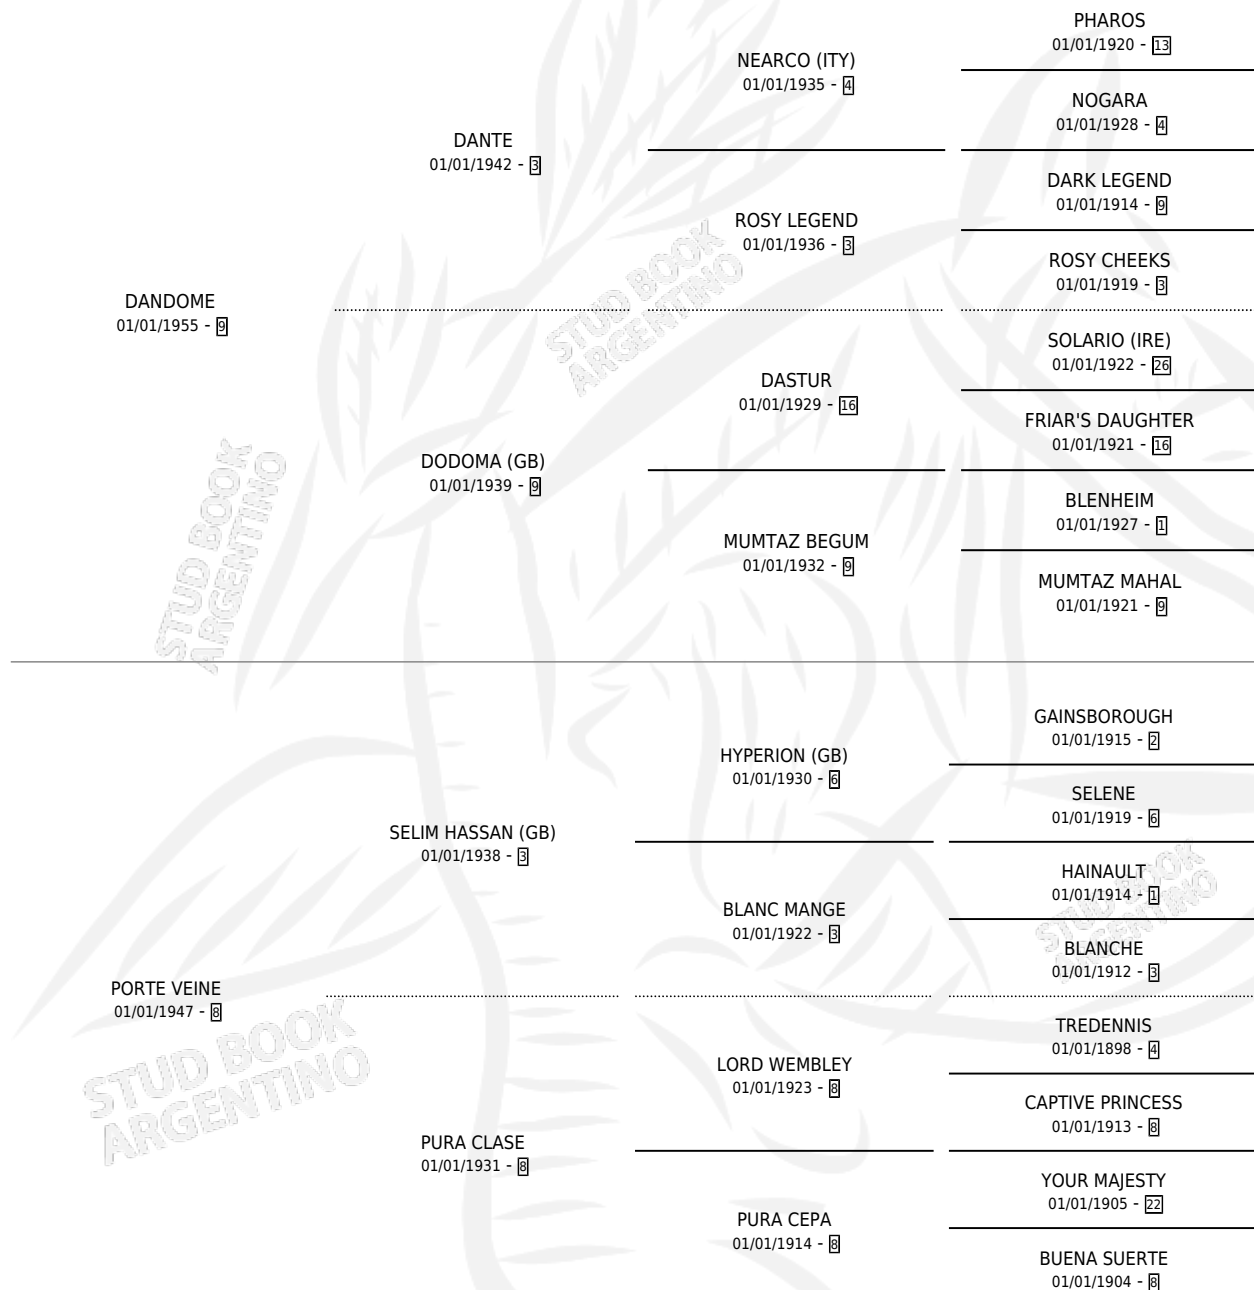 PHAROS
01/01/1920 - 13
NEARCO (ITY)
01/01/1935 - 4
NOGARA
01/01/1928 - 4
DANTE
01/01/1942 - 3
DARK LEGEND
01/01/1914 - 9
ROSY LEGEND
01/01/1936 - 3
ROSY CHEEKS
01/01/1919 - 3
DANDOME
01/01/1955 - 9
STUD BOOK
ARGENTINO
SOLARIO (IRE)
01/01/1922 - 26
DASTUR
01/01/1929 - 16
FRIAR'S DAUGHTER
01/01/1921 - 16
DODOMA (GB)
01/01/1939 - 9
BLENHEIM
01/01/1927 - 1
MUMTAZ BEGUM
01/01/1932 - 9
MUMTAZ MAHAL
01/01/1921 - 9
STUD BOOK
ARGENTINO
GAINSBOROUGH
01/01/1915 - 2
HYPERION (GB)
01/01/1930 - 6
SELENE
01/01/1919 - 6
SELIM HASSAN (GB)
01/01/1938 - 3
HAINAULT
01/01/1914 - 1
BLANC MANGE
01/01/1922 - 3
STUD BOOK
ARGENTINO
BLANCHE
01/01/1912 - 3
PORTE VEINE
01/01/1947 - 8
TREDENNIS
01/01/1898 - 4
STUD BOOK
ARGENTINO
LORD WEMBLEY
01/01/1923 - 8
CAPTIVE PRINCESS
01/01/1913 - 8
PURA CLASE
01/01/1931 - 8
YOUR MAJESTY
01/01/1905 - 22
PURA CEPA
01/01/1914 - 8
BUENA SUERTE
01/01/1904 - 8